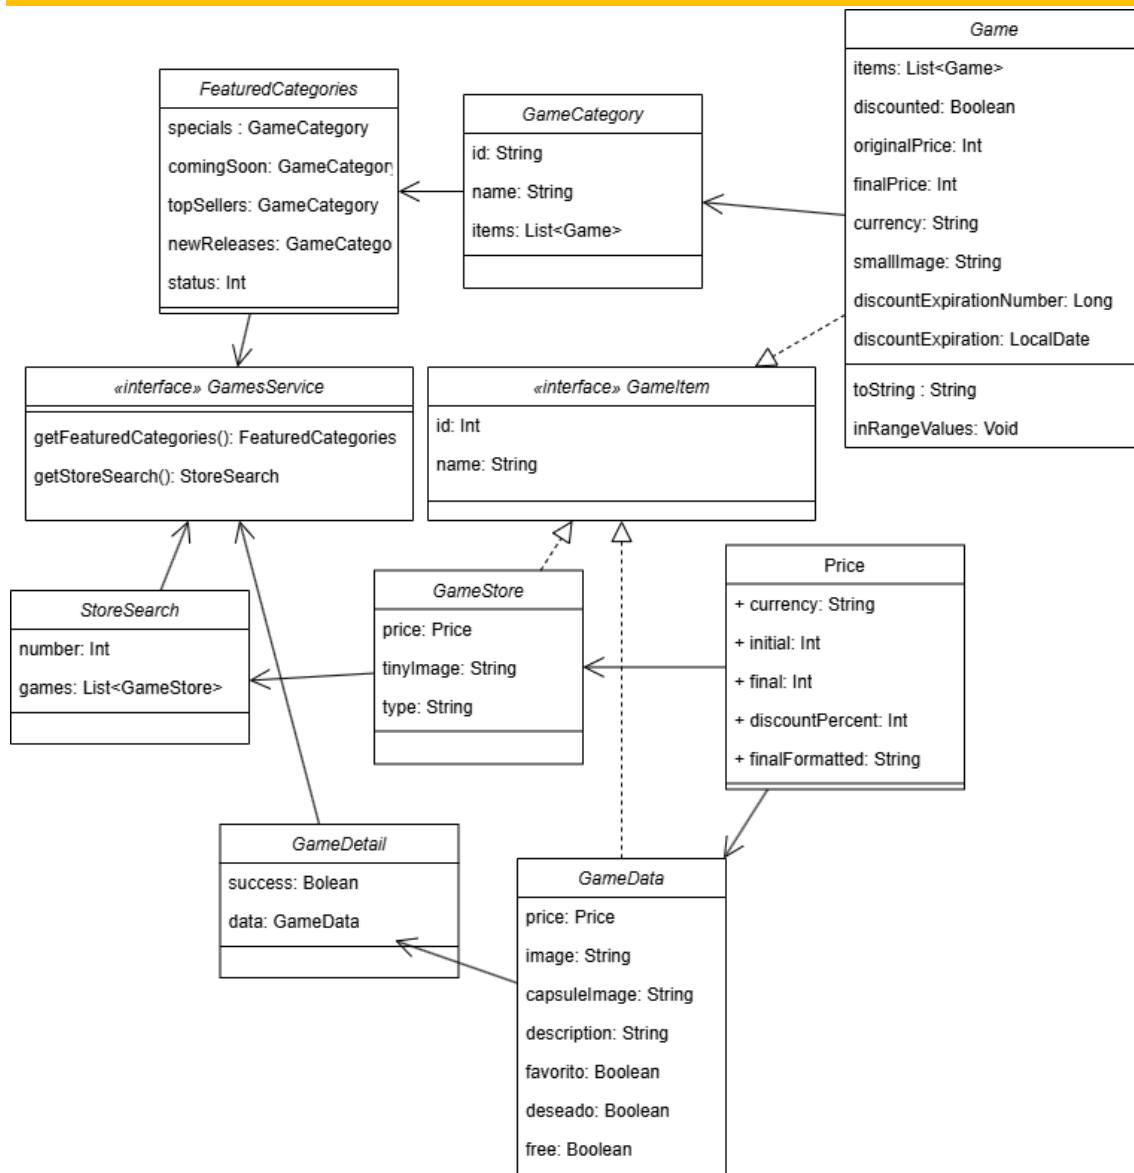 Game
items: List<Game>
discounted: Boolean
originalPrice: Int
finalPrice: Int
currency: String
smallImage: String
discountExpirationNumber: Long
discountExpiration: LocalDate
toString : String
inRangeValues: Void
FeaturedCategories
specials : GameCategory
comingSoon: GameCategory
topSellers: GameCategory
newReleases: GameCatego
status: Int
GameCategory
id: String
name: String
items: List<Game>
«interface» GamesService
getFeaturedCategories(): FeaturedCategories
getStoreSearch(): StoreSearch
«interface» GameItem
id: Int
name: String
StoreSearch
number: Int
games: List<GameStore>
GameStore
price: Price
tinyImage: String
type: String
Price
+ currency: String
+ initial: Int
+ final: Int
+ discountPercent: Int
+ finalFormatted: String
GameDetail
success: Bolean
data: GameData
GameData
price: Price
image: String
capsuleImage: String
description: String
favorito: Boolean
deseado: Boolean
free: Boolean